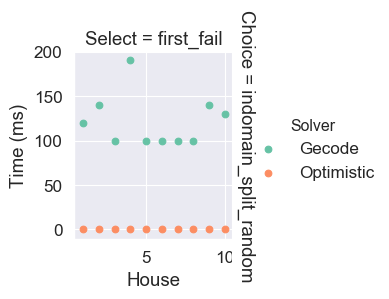 Select = first_fail
Choice = indomain_split_random
Time (ms)
200
150
100
50
0
5
10
House
Solver
Gecode
Optimistic